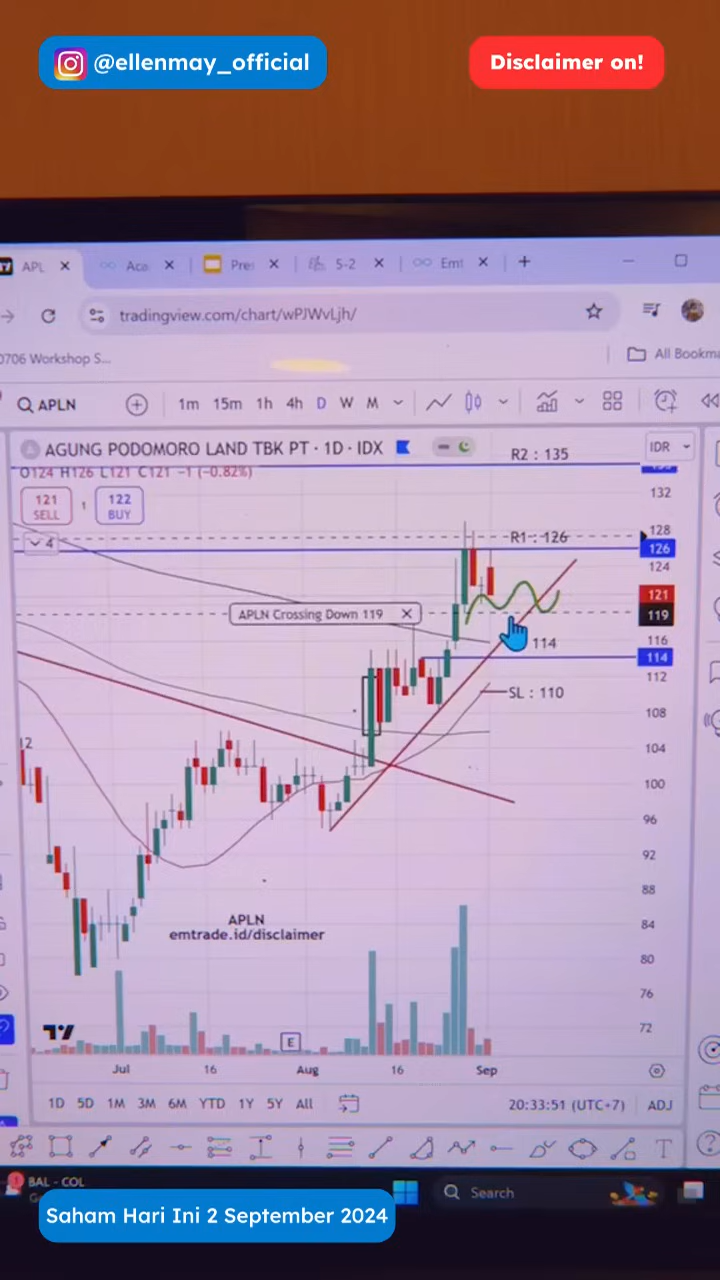 @ellenmay_official
Disclaimer on!
APL
Aca
Pre:
5-2
Em
tradingview.com/chart/wPJWvLjh/
0706 Workshop S...
All Bookma
APLN
1m 15m 1h 4h D W M
AGUNG PODOMORO LAND TBK PT · 1D · IDX
R2 : 135
IDR
O124 H126 L121 C121 −1 (−0.82%)
132
121
SELL
1
122
BUY
4
R1 : 126
128
126
124
121
APLN Crossing Down 119
119
116
114
114
112
SL : 110
108
12
104
100
96
92
88
APLN
emtrade.id/disclaimer
84
80
76
72
E
Jul 16 Aug 16 Sep
1D 5D 1M 3M 6M YTD 1Y 5Y All
20:33:51 (UTC+7) ADJ
1
BAL - COL
Search
Saham Hari Ini 2 September 2024